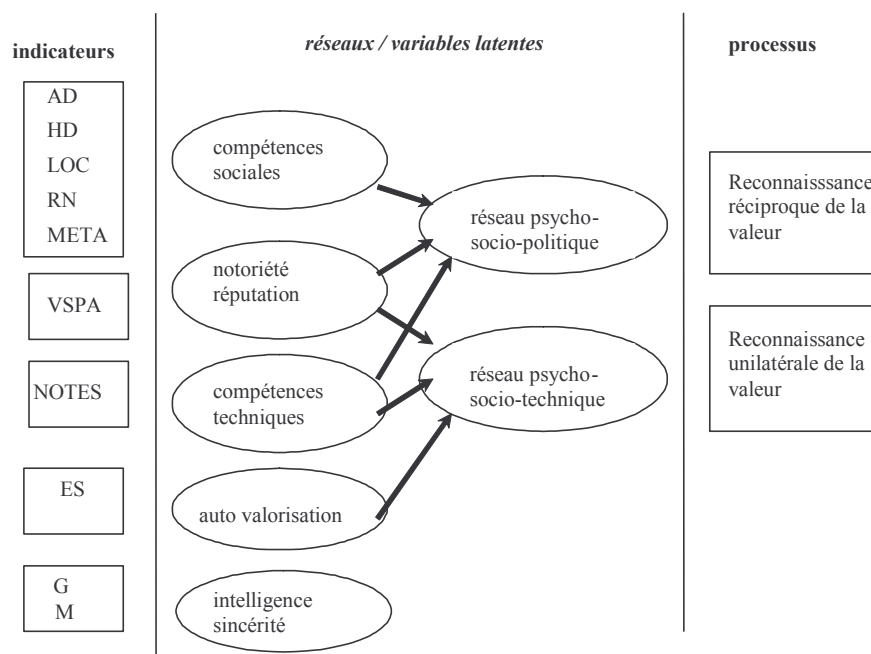 indicateurs
AD
HD
LOC
RN
META
VSPA
NOTES
ES
G
M
réseaux / variables latentes
compétences
sociales
notoriété
réputation
compétences
techniques
auto valorisation
intelligence
sincérité
réseau psycho-
socio-politique
réseau psycho-
socio-technique
processus
Reconnaisssance
réciproque de la
valeur
Reconnaissance
unilatérale de la
valeur